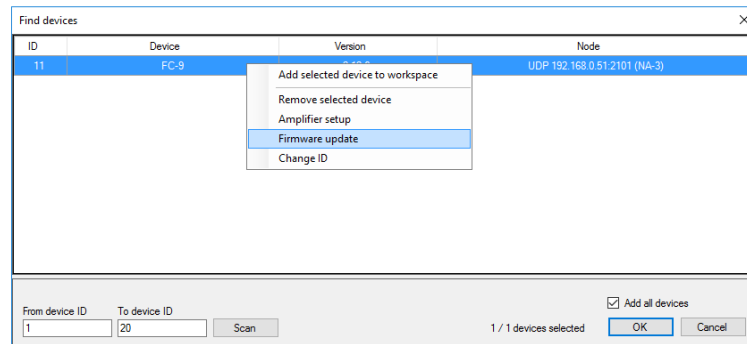 Find devices
ID Device Version Node
11 FC-9 UDP 192.168.0.51:2101 (NA-3)
Add selected device to workspace
Remove selected device
Amplifier setup
Firmware update
Change ID
Add all devices
From device ID To device ID
1 20 Scan 1 / 1 devices selected OK Cancel